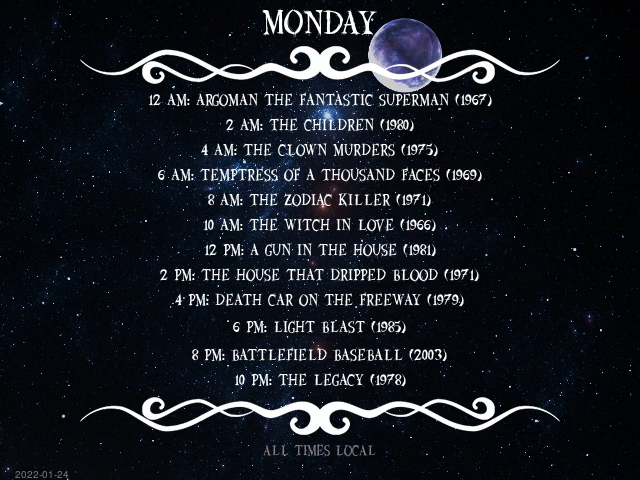 MONDAY
12 AM: ARGOMAN THE FANTASTIC SUPERMAN (1967)
2 AM: THE CHILDREN (1980)
4 AM: THE CLOWN MURDERS (1975)
6 AM: TEMPTRESS OF A THOUSAND FACES (1969)
8 AM: THE ZODIAC KILLER (1971)
10 AM: THE WITCH IN LOVE (1966)
12 PM: A GUN IN THE HOUSE (1981)
2 PM: THE HOUSE THAT DRIPPED BLOOD (1971)
4 PM: DEATH CAR ON THE FREEWAY (1979)
6 PM: LIGHT BLAST (1985)
8 PM: BATTLEFIELD BASEBALL (2003)
10 PM: THE LEGACY (1978)
ALL TIMES LOCAL
2022-01-24